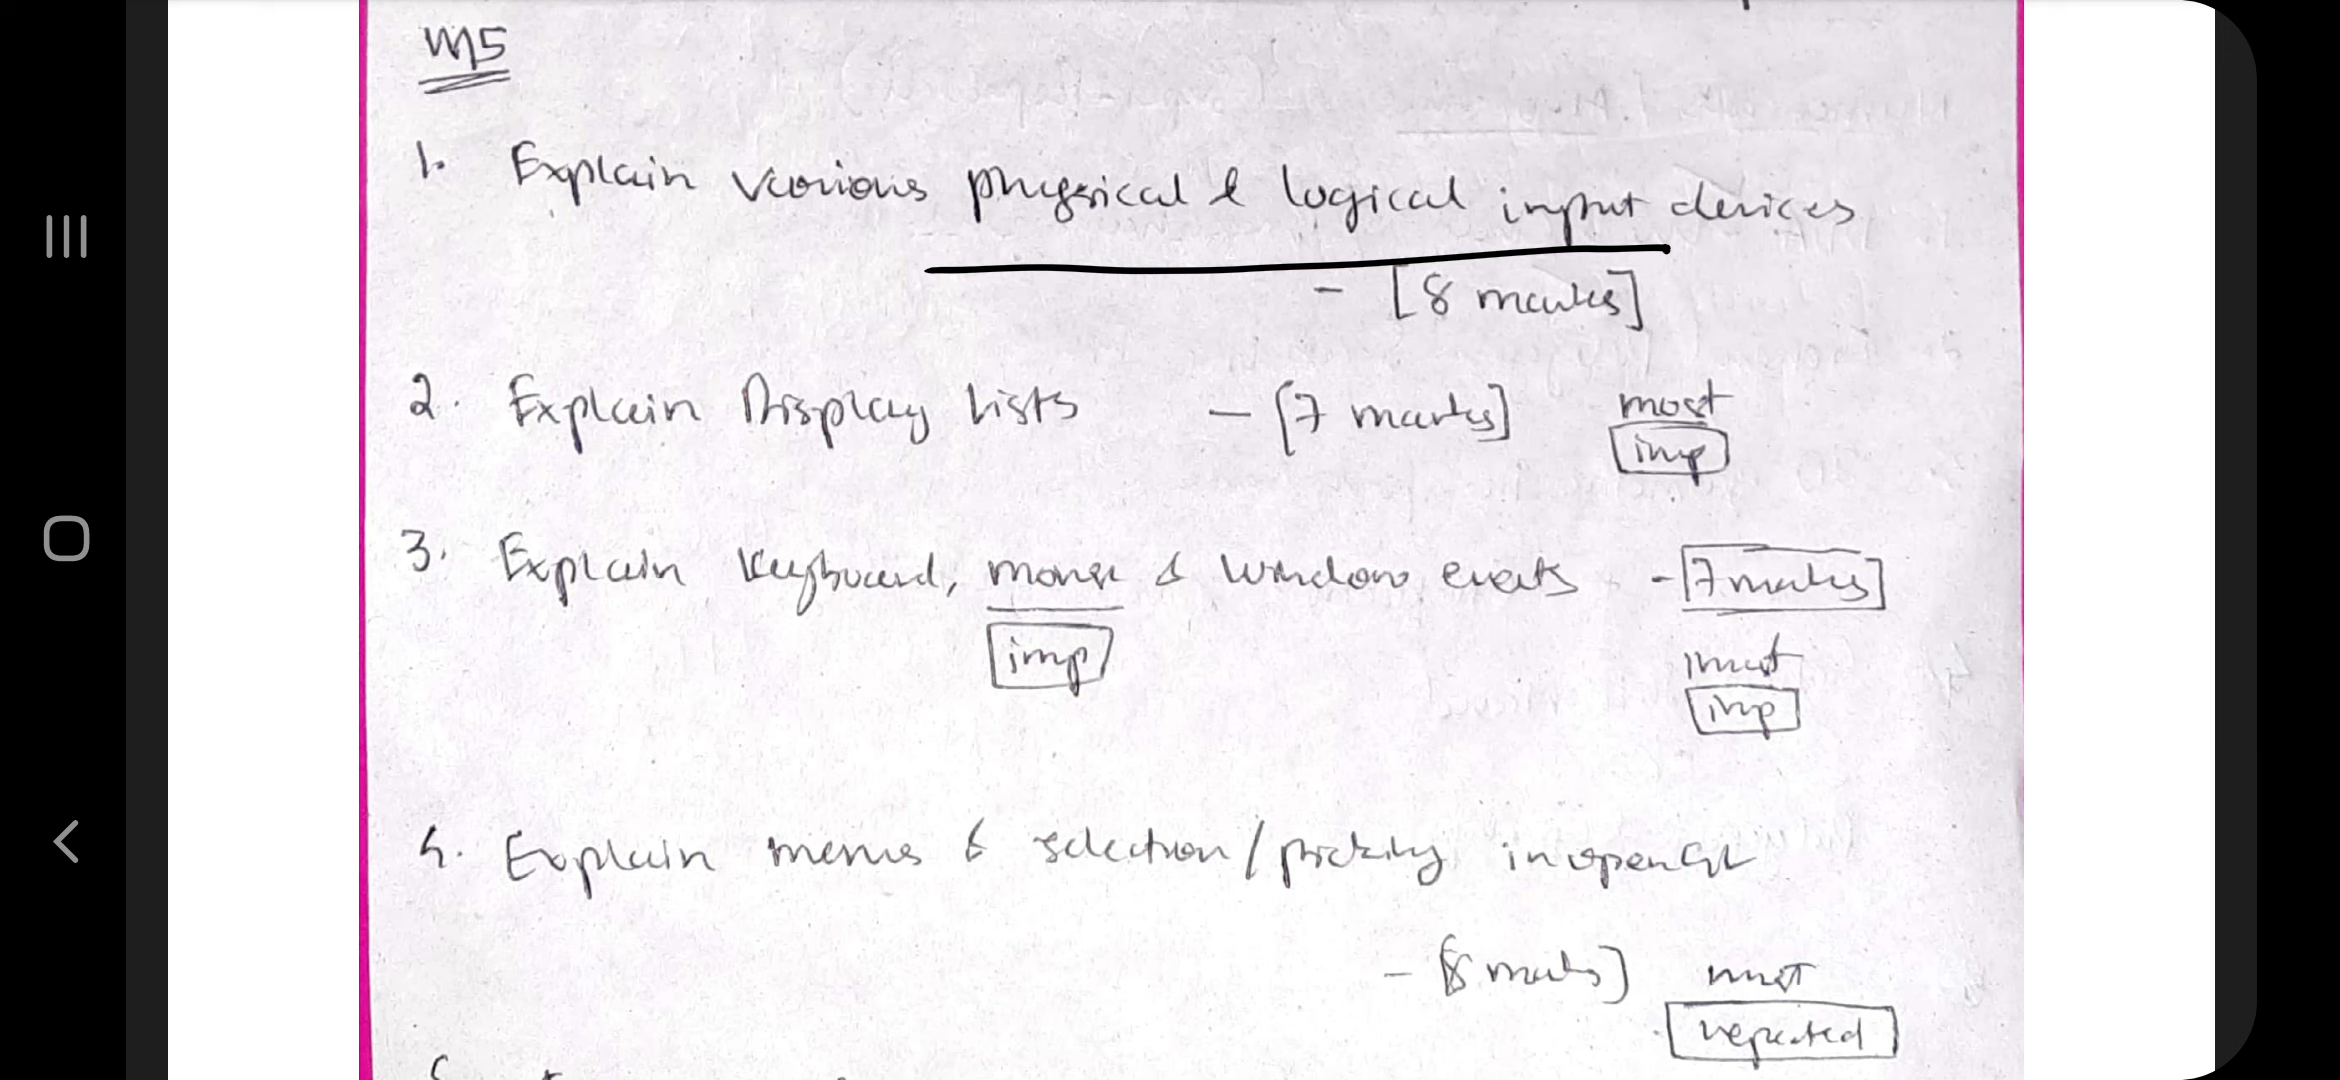 M5
1. Explain various physical & logical input devices
- [8 marks]
2. Explain Display Lists - [7 marks] most
imp
3. Explain Keyboard, mouse & window events - [7 marks]
imp
most
imp
4. Explain menus & selection/picking in openGL
- [8 marks] most
repeated